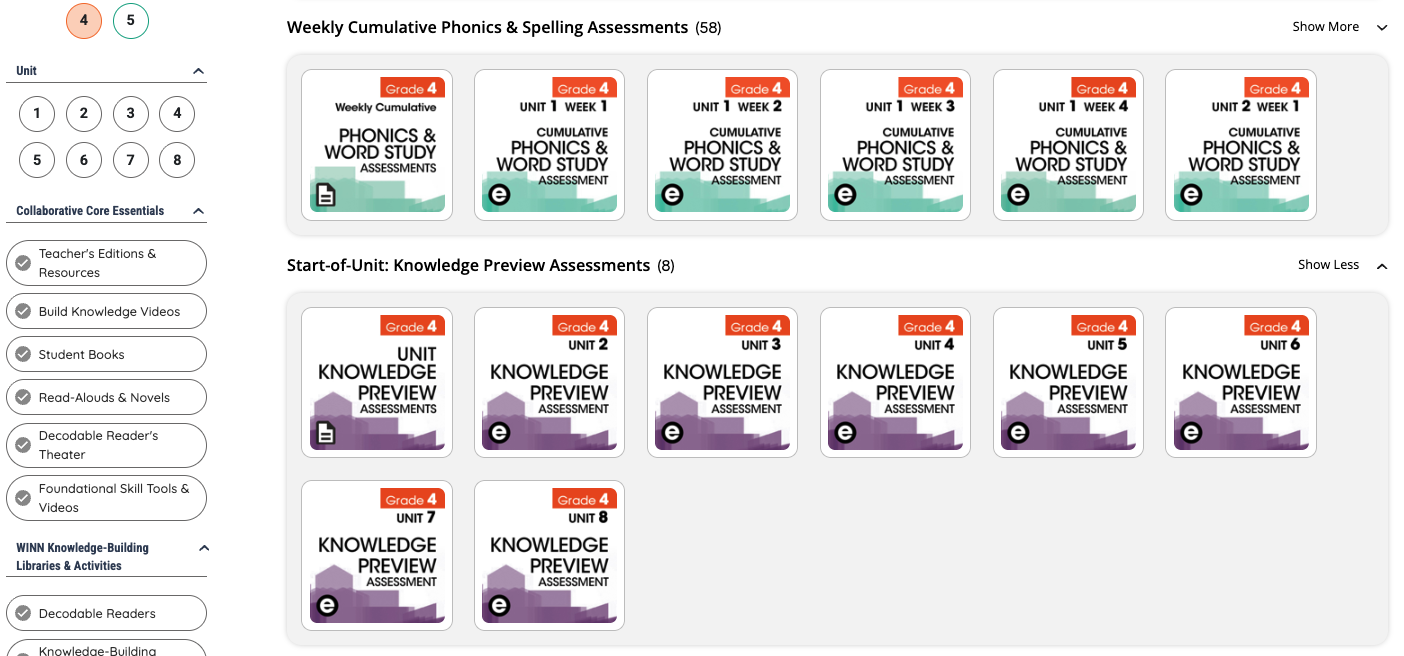 4
5
Unit
1
2
3
4
5
6
7
8
Collaborative Core Essentials
Teacher's Editions &
Resources
Build Knowledge Videos
Student Books
Read-Alouds & Novels
Decodable Reader's
Theater
Foundational Skill Tools &
Videos
WINN Knowledge-Building
Libraries & Activities
Decodable Readers
Knowledge-Building
Weekly Cumulative Phonics & Spelling Assessments (58)
Show More
Grade 4
Weekly Cumulative
PHONICS &
WORD STUDY
ASSESSMENTS
Grade 4
UNIT 1 WEEK 1
CUMULATIVE
PHONICS &
WORD STUDY
ASSESSMENT
e
Grade 4
UNIT 1 WEEK 2
CUMULATIVE
PHONICS &
WORD STUDY
ASSESSMENT
e
Grade 4
UNIT 1 WEEK 3
CUMULATIVE
PHONICS &
WORD STUDY
ASSESSMENT
e
Grade 4
UNIT 1 WEEK 4
CUMULATIVE
PHONICS &
WORD STUDY
ASSESSMENT
e
Grade 4
UNIT 2 WEEK 1
CUMULATIVE
PHONICS &
WORD STUDY
ASSESSMENT
e
Start-of-Unit: Knowledge Preview Assessments (8)
Show Less
Grade 4
UNIT
KNOWLEDGE
PREVIEW
ASSESSMENTS
Grade 4
UNIT 2
KNOWLEDGE
PREVIEW
ASSESSMENT
e
Grade 4
UNIT 3
KNOWLEDGE
PREVIEW
ASSESSMENT
e
Grade 4
UNIT 4
KNOWLEDGE
PREVIEW
ASSESSMENT
e
Grade 4
UNIT 5
KNOWLEDGE
PREVIEW
ASSESSMENT
e
Grade 4
UNIT 6
KNOWLEDGE
PREVIEW
ASSESSMENT
e
Grade 4
UNIT 7
KNOWLEDGE
PREVIEW
ASSESSMENT
e
Grade 4
UNIT 8
KNOWLEDGE
PREVIEW
ASSESSMENT
e